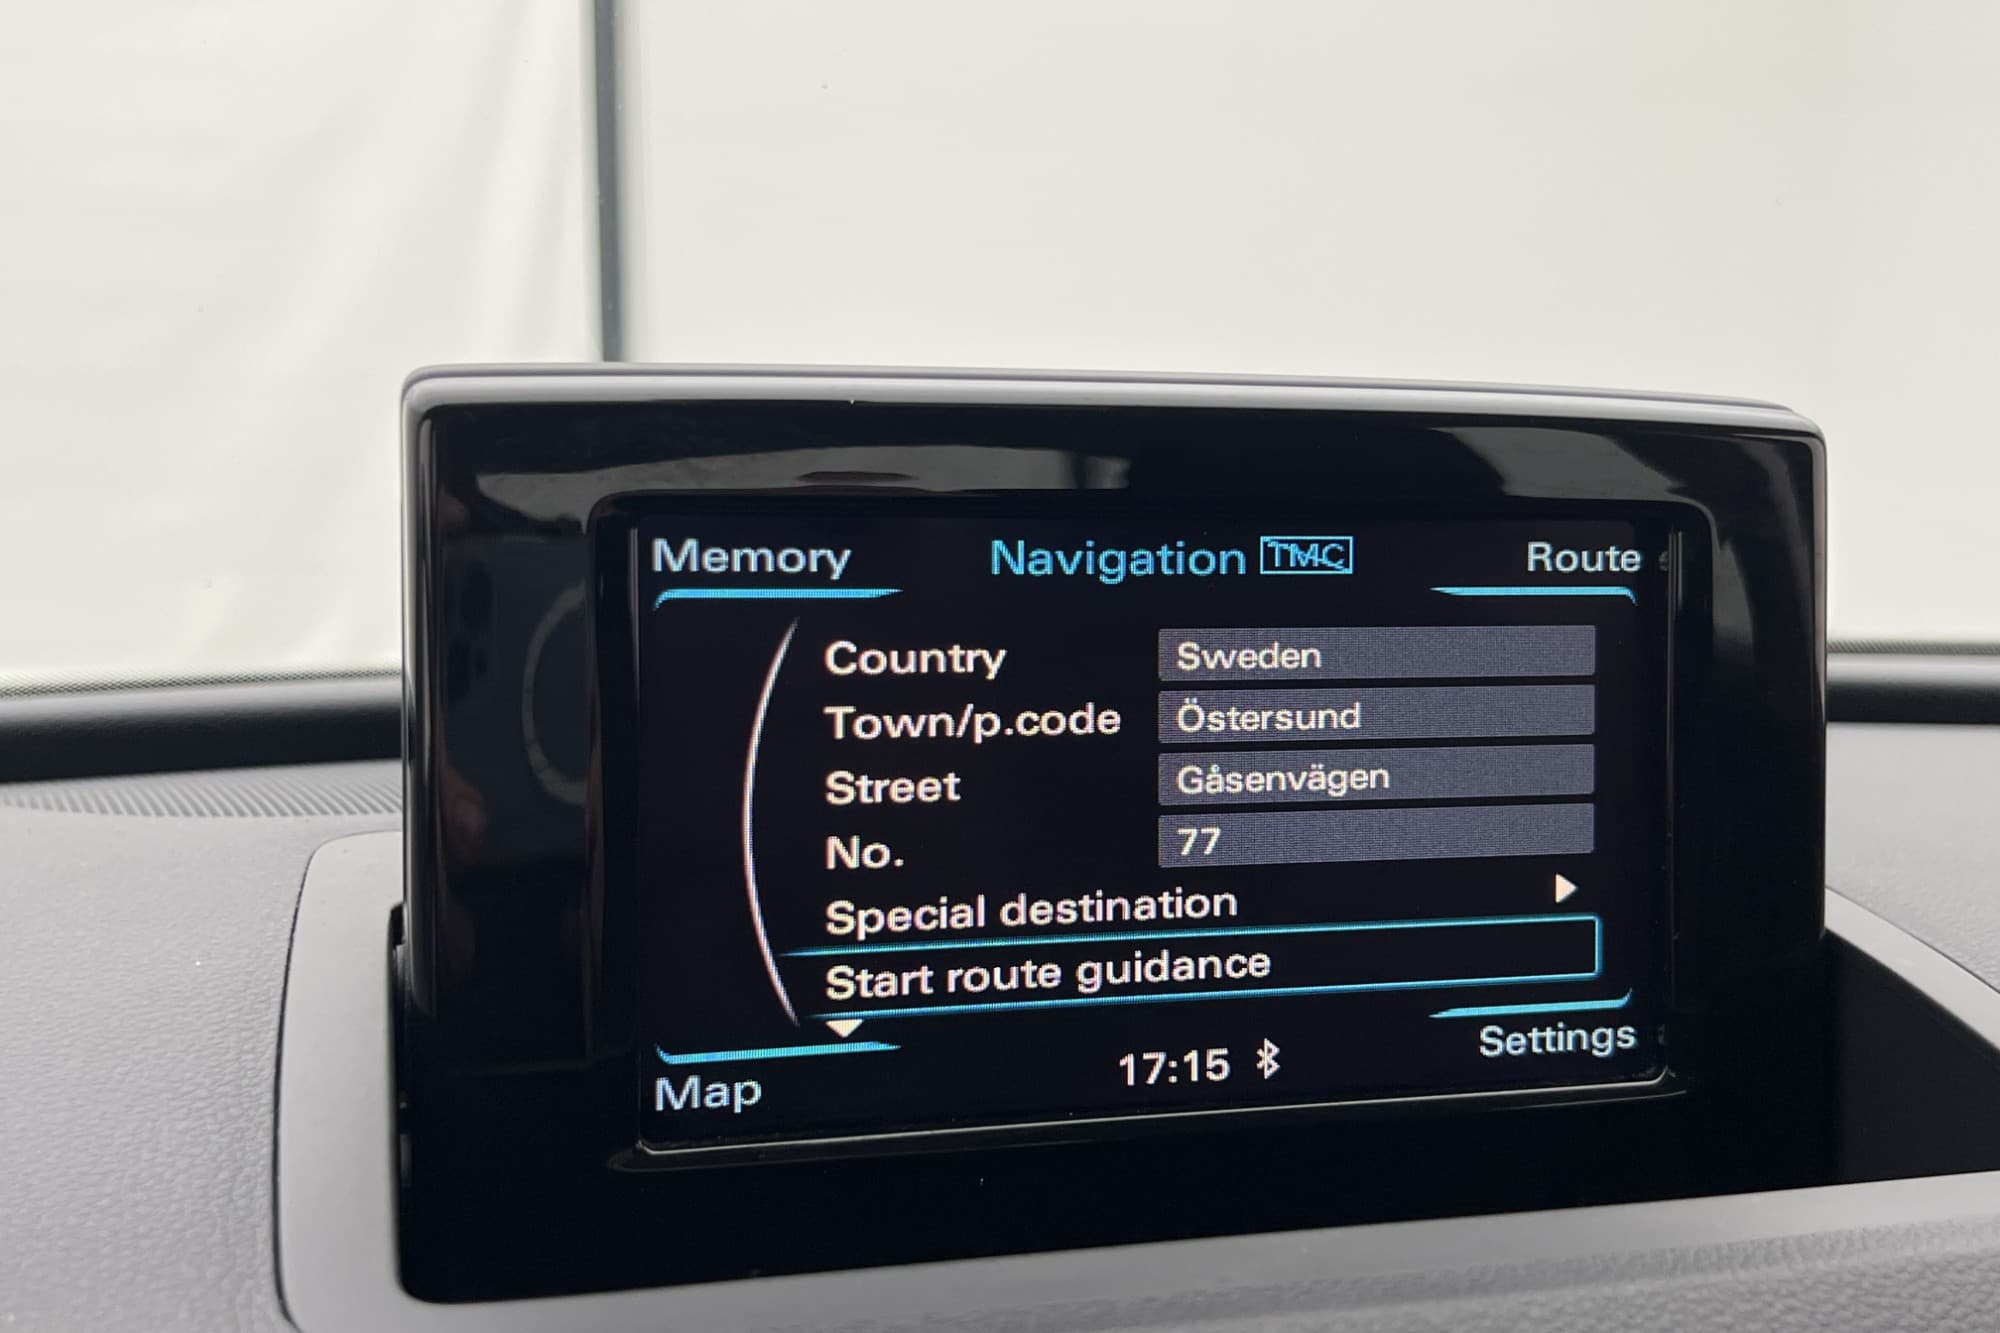 Memory Navigation TMC Route
Country Sweden
Town/p.code Östersund
Street Gåsenvägen
No. 77
Special destination
Start route guidance
Map 17:15 Settings